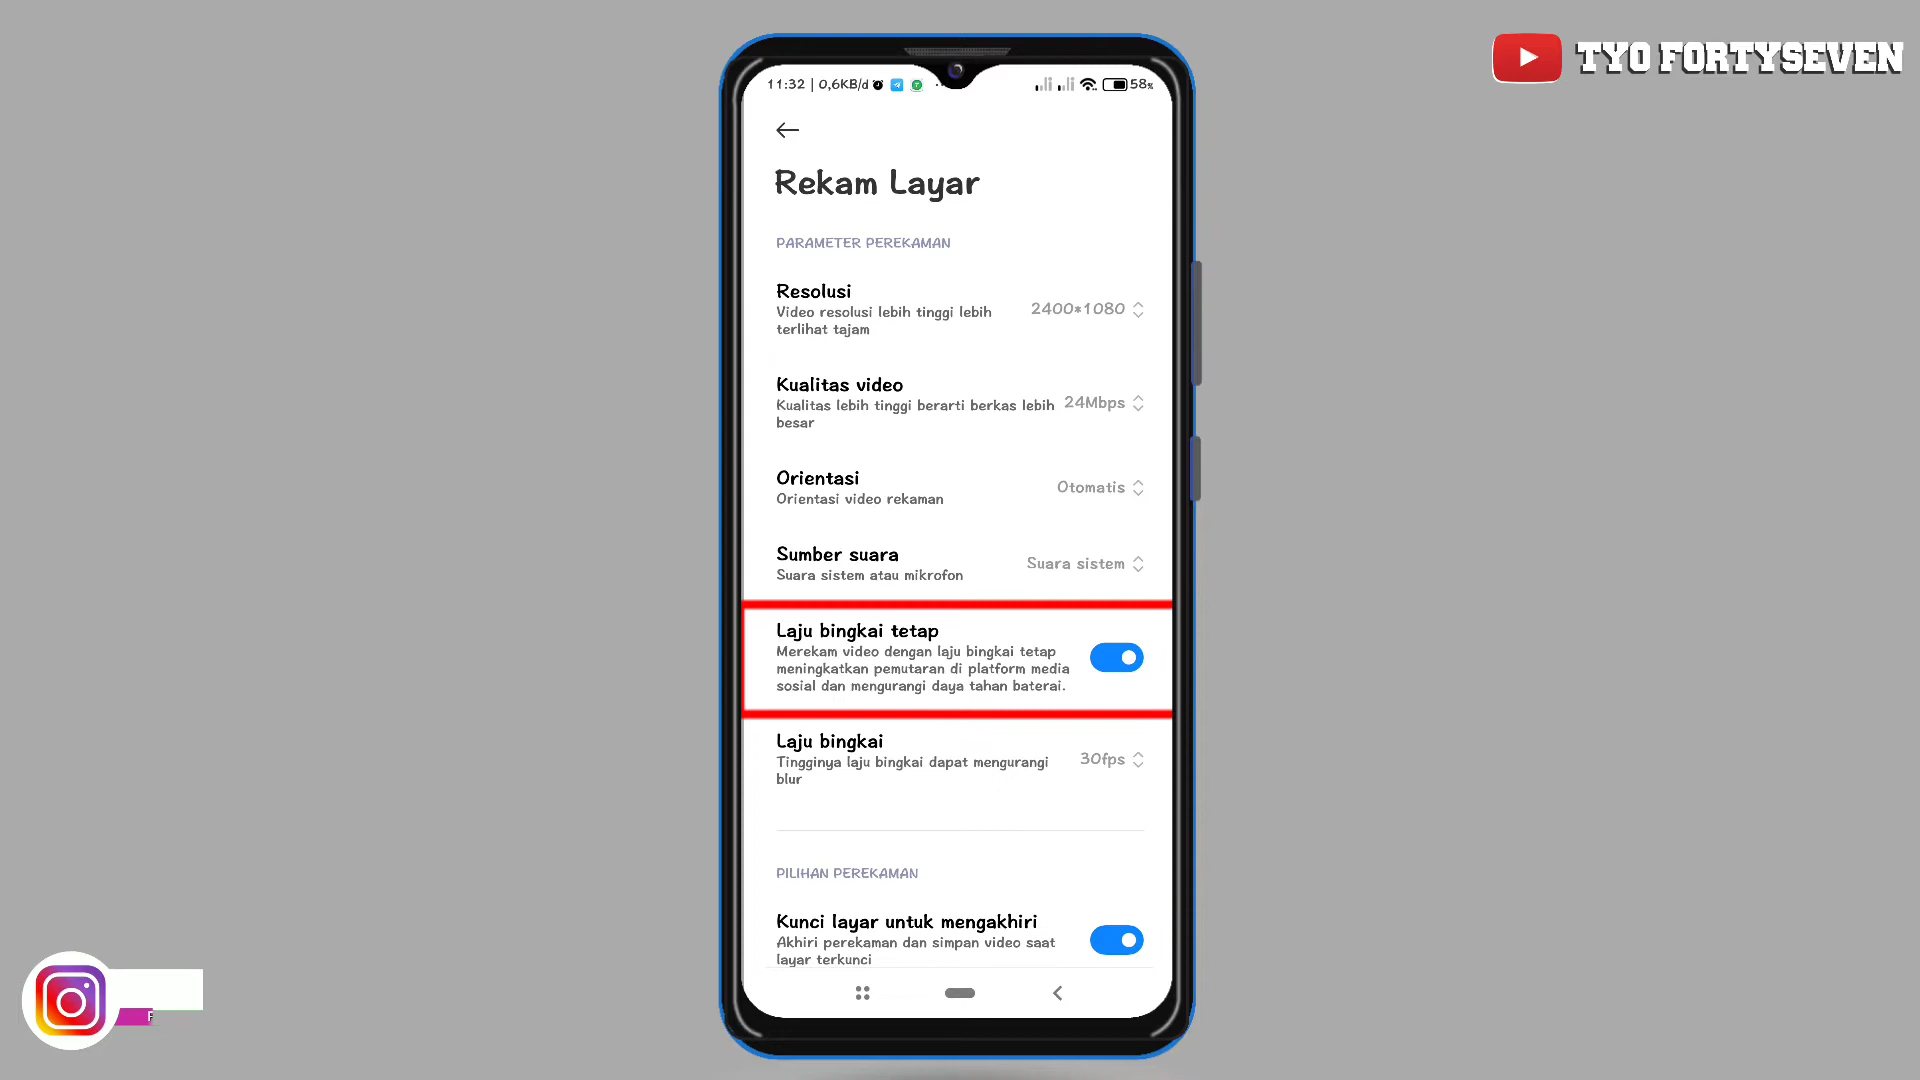 TYO FORTYSEVEN
11:32 | 0,6KB/d
58%
Rekam Layar
PARAMETER PEREKAMAN
Resolusi
Video resolusi lebih tinggi lebih
terlihat tajam
2400*1080
Kualitas video
Kualitas lebih tinggi berarti berkas lebih
besar
24Mbps
Orientasi
Orientasi video rekaman
Otomatis
Sumber suara
Suara sistem atau mikrofon
Suara sistem
Laju bingkai tetap
Merekam video dengan laju bingkai tetap
meningkatkan pemutaran di platform media
sosial dan mengurangi daya tahan baterai.
Laju bingkai
Tingginya laju bingkai dapat mengurangi
blur
30fps
PILIHAN PEREKAMAN
Kunci layar untuk mengakhiri
Akhiri perekaman dan simpan video saat
layar terkunci